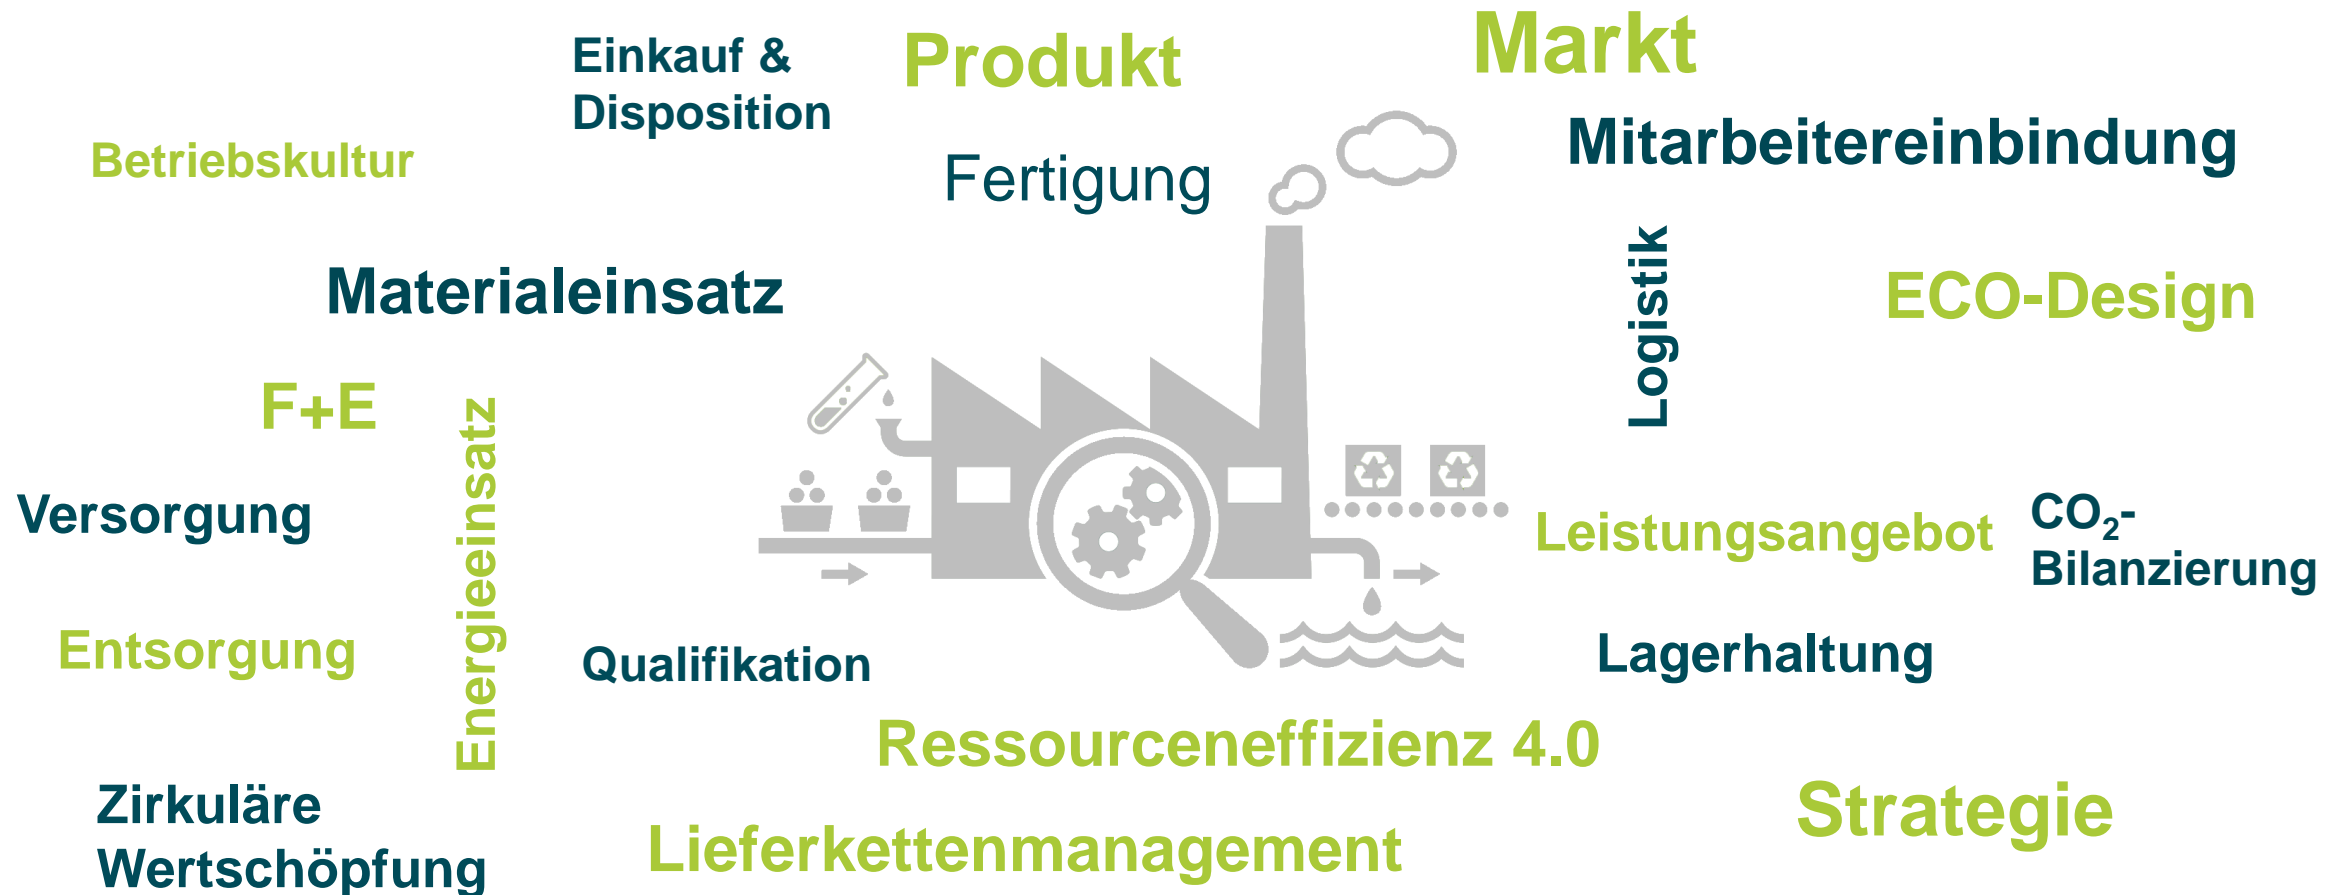 Einkauf &
Disposition
Produkt
Markt
Betriebskultur
Fertigung
Mitarbeitereinbindung
Materialeinsatz
Logistik
ECO-Design
F+E
Energieeinsatz
Versorgung
Leistungsangebot
CO₂-
Bilanzierung
Entsorgung
Qualifikation
Lagerhaltung
Ressourceneffizienz 4.0
Zirkuläre
Wertschöpfung
Lieferkettenmanagement
Strategie